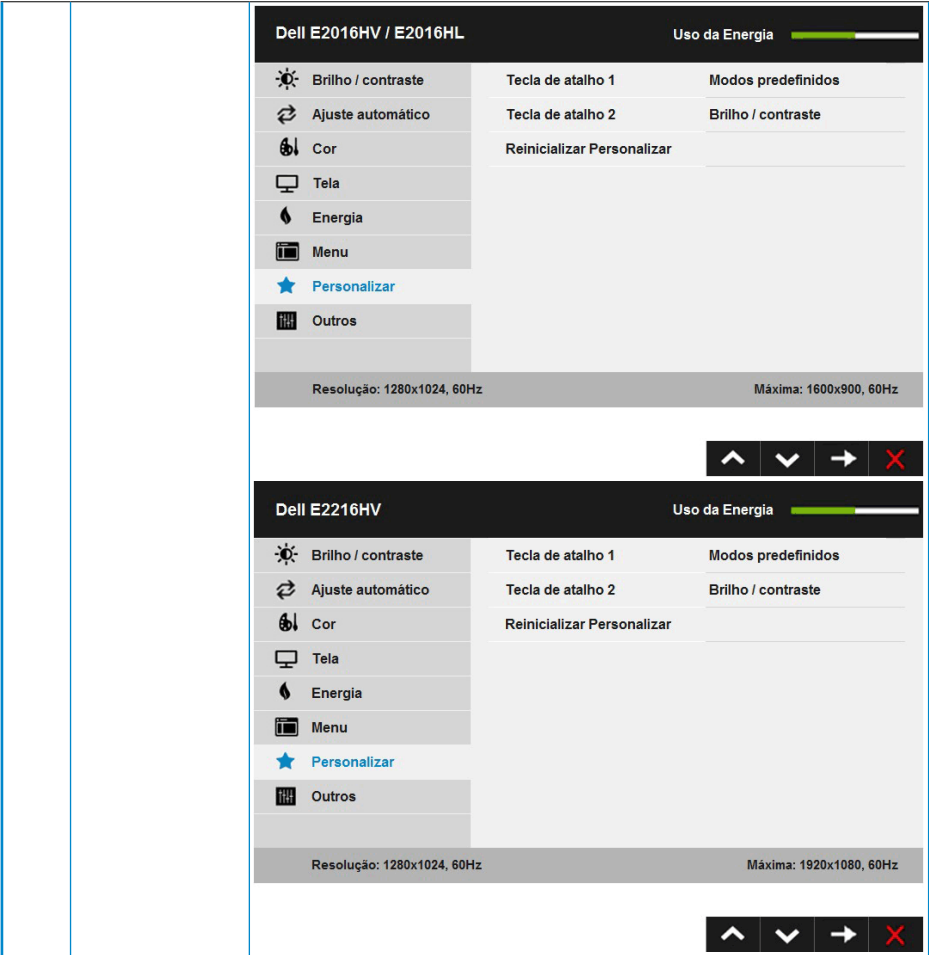 Dell E2016HV / E2016HL Uso da Energia
Brilho / contraste Tecla de atalho 1 Modos predefinidos
Ajuste automático Tecla de atalho 2 Brilho / contraste
Cor Reinicializar Personalizar
Tela
Energia
Menu
Personalizar
Outros
Resolução: 1280x1024, 60Hz Máxima: 1600x900, 60Hz
Dell E2216HV Uso da Energia
Brilho / contraste Tecla de atalho 1 Modos predefinidos
Ajuste automático Tecla de atalho 2 Brilho / contraste
Cor Reinicializar Personalizar
Tela
Energia
Menu
Personalizar
Outros
Resolução: 1280x1024, 60Hz Máxima: 1920x1080, 60Hz